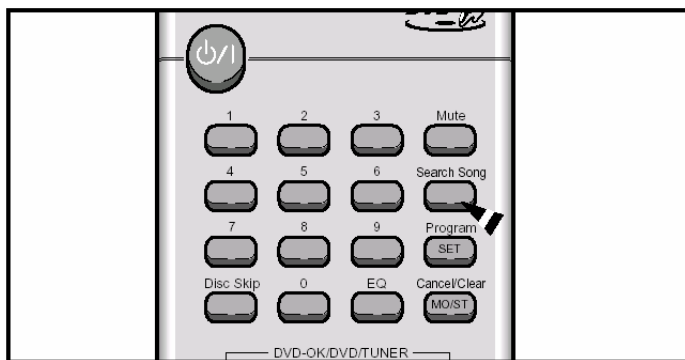 1 2 3 Mute
4 5 6 Search Song
7 8 9 Program
SET
Disc Skip 0 EQ Cancel/Clear
MO/ST
DVD-OK/DVD/TUNER